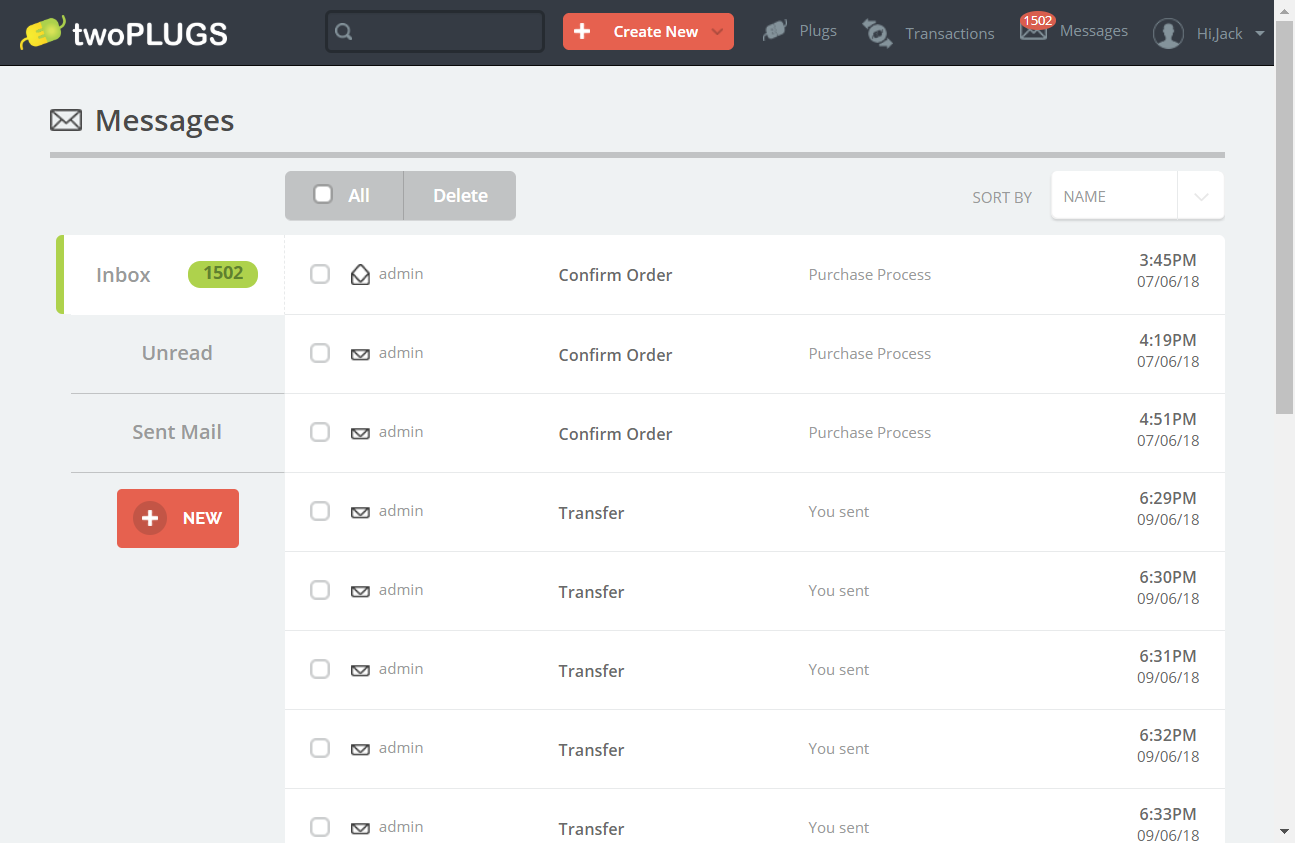 twoPLUGS
Create New
Plugs
Transactions
1502
Messages
Hi,Jack
Messages
All
Delete
SORT BY
NAME
Inbox
1502
Unread
Sent Mail
NEW
admin
Confirm Order
Purchase Process
3:45PM
07/06/18
admin
Confirm Order
Purchase Process
4:19PM
07/06/18
admin
Confirm Order
Purchase Process
4:51PM
07/06/18
admin
Transfer
You sent
6:29PM
09/06/18
admin
Transfer
You sent
6:30PM
09/06/18
admin
Transfer
You sent
6:31PM
09/06/18
admin
Transfer
You sent
6:32PM
09/06/18
admin
Transfer
You sent
6:33PM
09/06/18